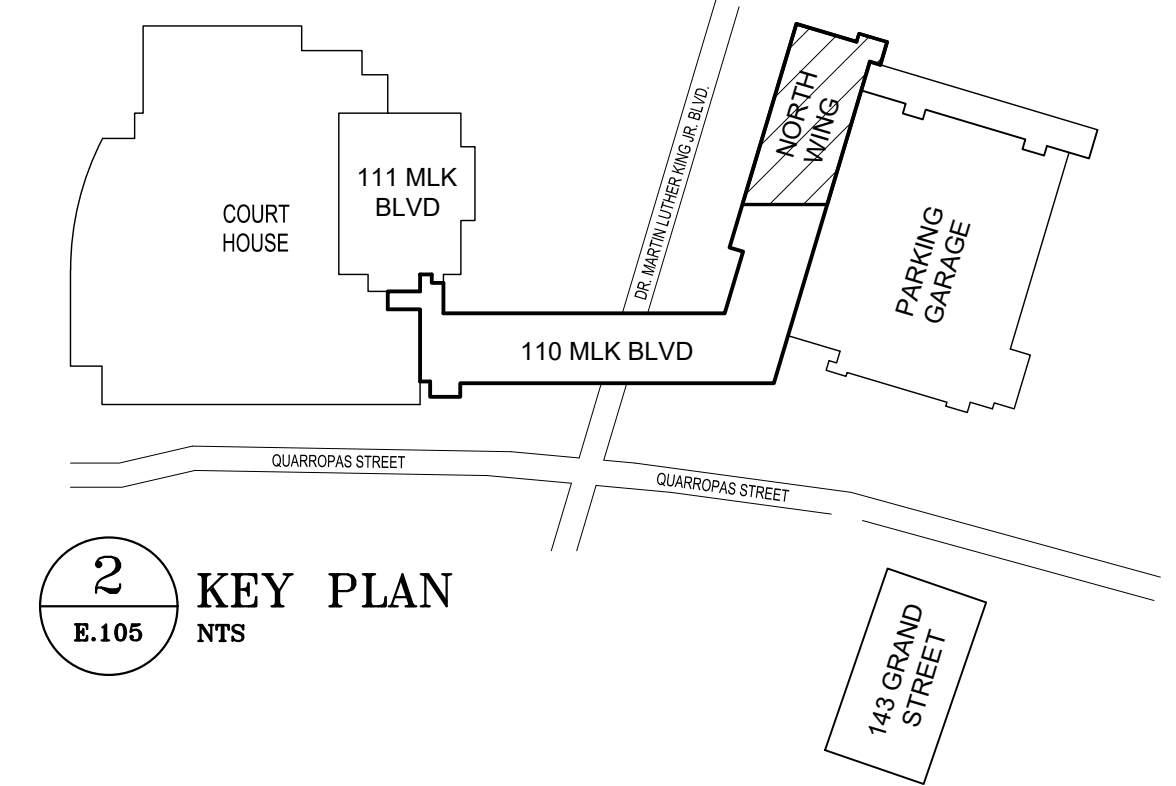 NORTH
WING
111 MLK
BLVD
COURT
HOUSE
DR. MARTIN LUTHER KING JR. BLVD.
PARKING
GARAGE
110 MLK BLVD
QUARROPAS STREET
QUARROPAS STREET
2
E.105
KEY PLAN
NTS
143 GRAND
STREET